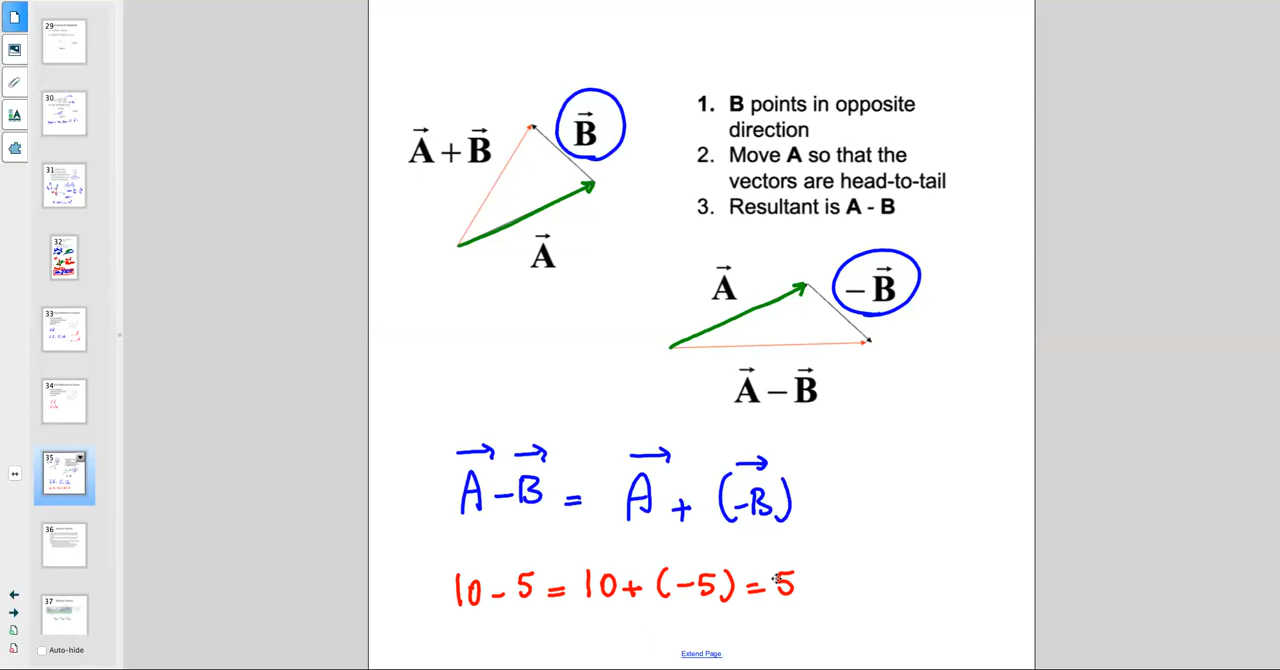 29
30
31
32
33
34
35
36
37
Auto-hide
A + B
B
A
1. B points in opposite
direction
2. Move A so that the
vectors are head-to-tail
3. Resultant is A - B
A
− B
A − B
A - B = A + (-B)
10 - 5 = 10 + (-5) = 5
Extend Page